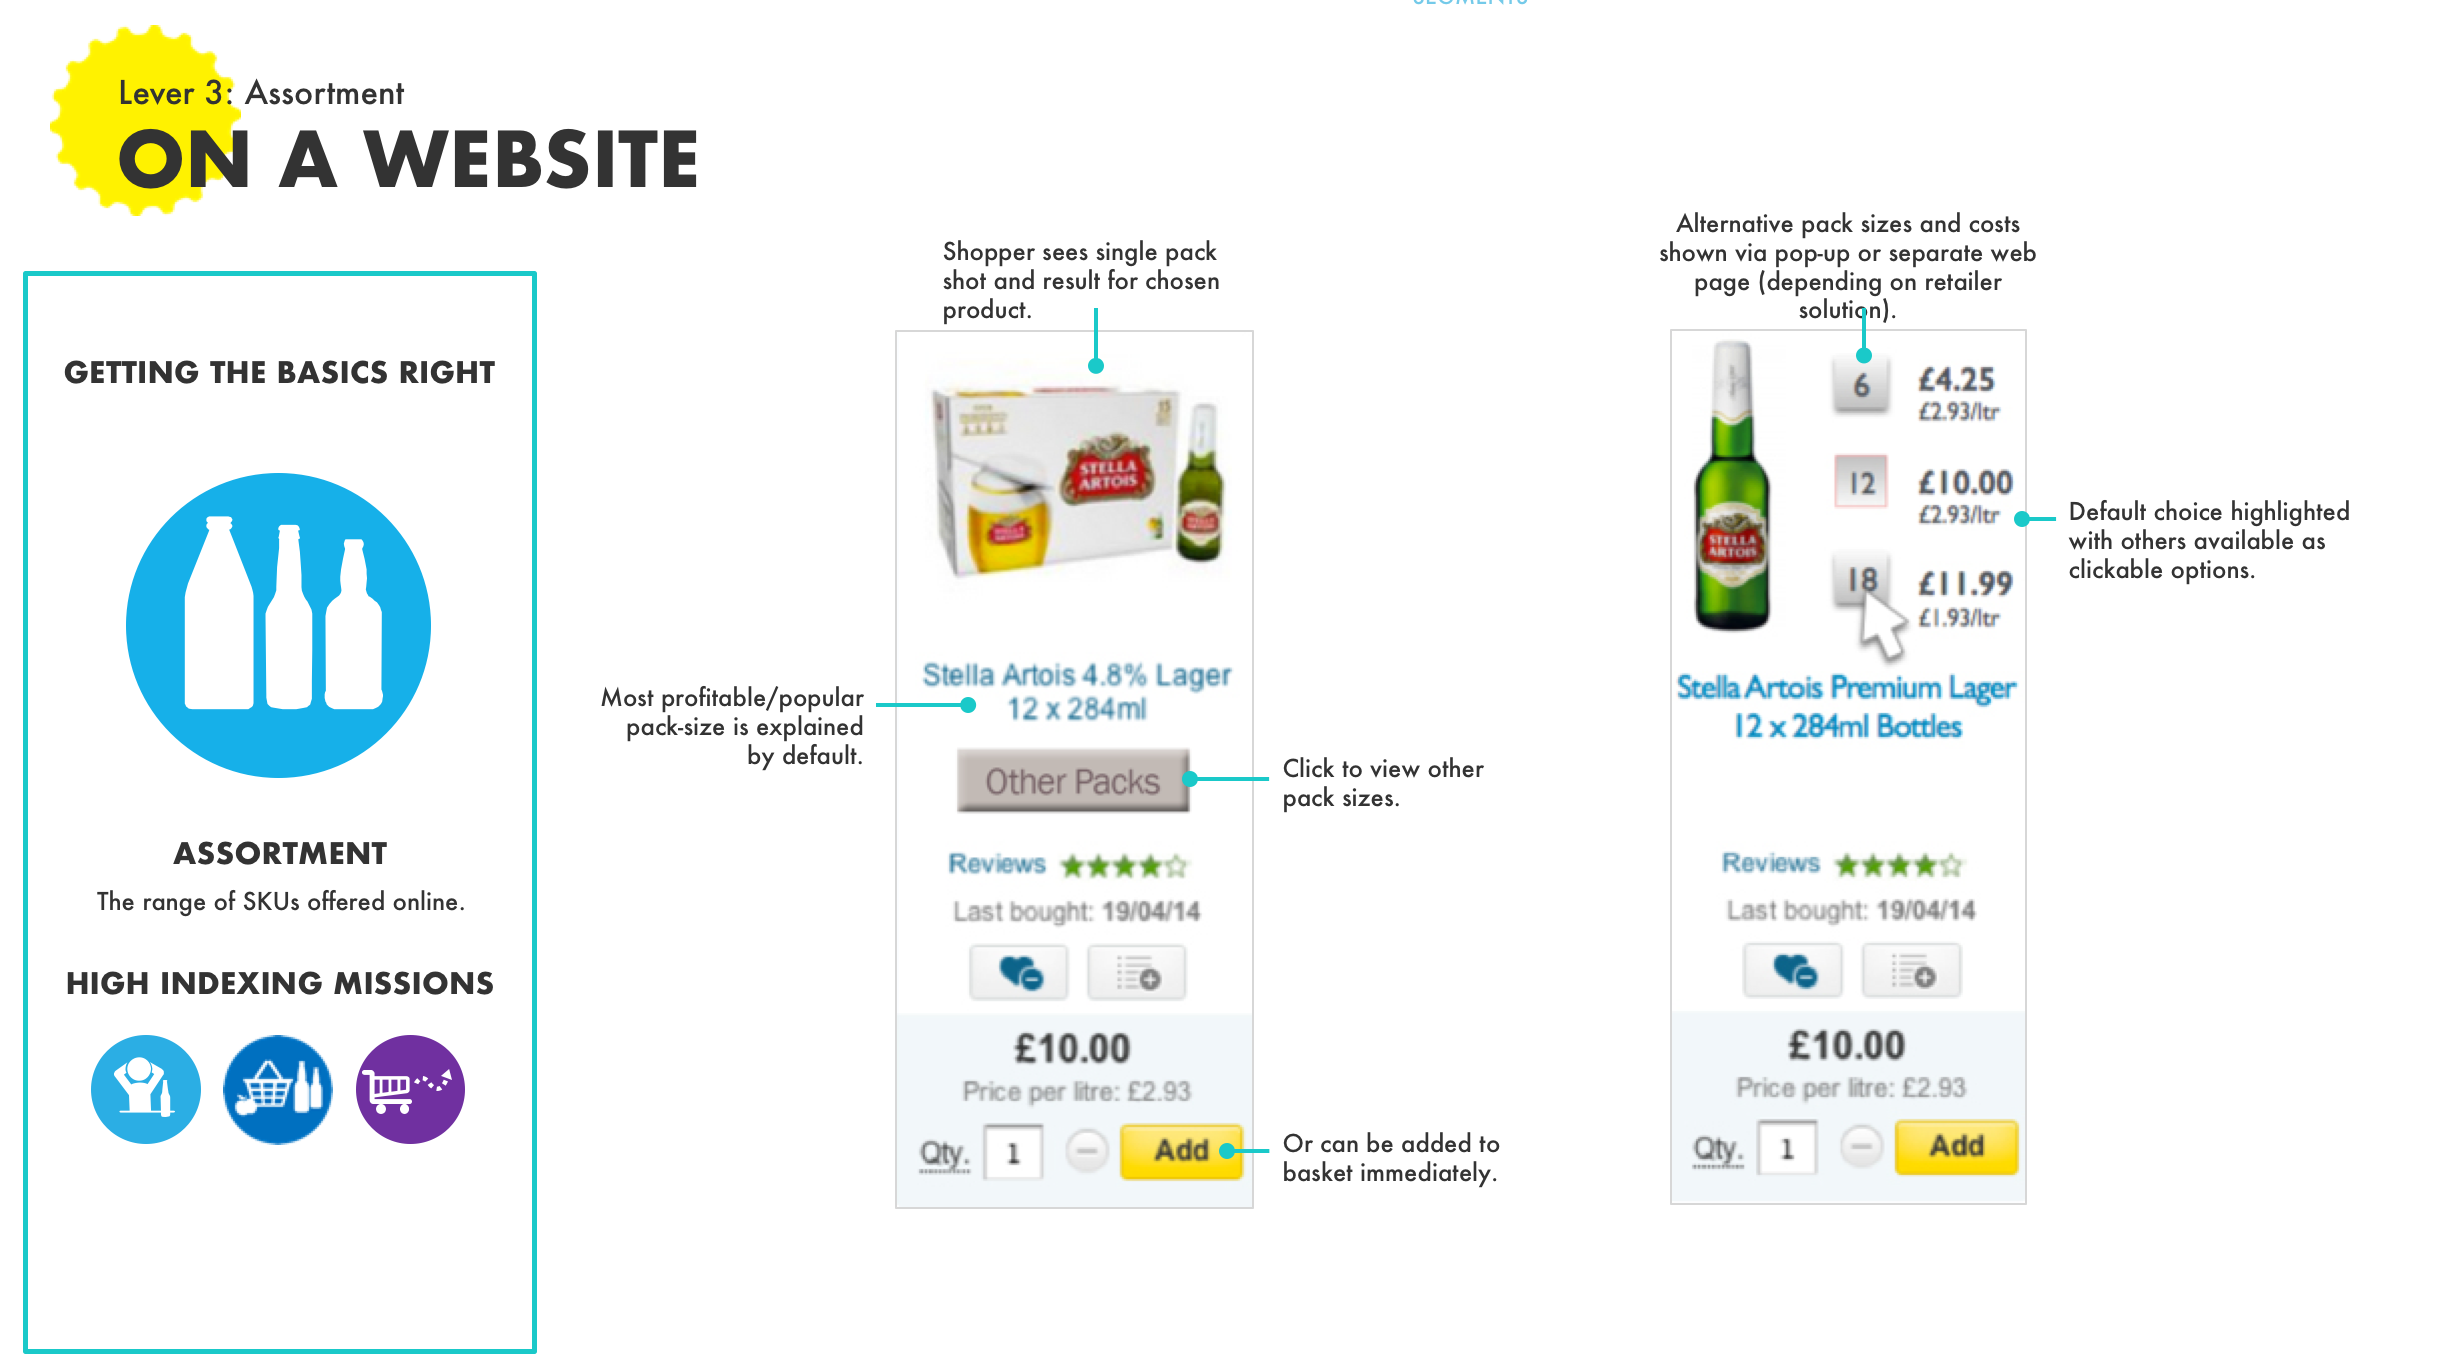 Lever 3: Assortment
ON A WEBSITE
GETTING THE BASICS RIGHT
ASSORTMENT
The range of SKUs offered online.
HIGH INDEXING MISSIONS
Shopper sees single pack
shot and result for chosen
product.
STELLA
ARTOIS
Most profitable/popular
pack-size is explained
by default.
Stella Artois 4.8% Lager
12 x 284ml
Other Packs
Click to view other
pack sizes.
Reviews
Last bought: 19/04/14
£10.00
Price per litre: £2.93
Qty. 1 Add
Or can be added to
basket immediately.
Alternative pack sizes and costs
shown via pop-up or separate web
page (depending on retailer
solution).
6 £4.25
£2.93/ltr
12 £10.00
£2.93/ltr
18 £11.99
£1.93/ltr
STELLA
ARTOIS
Default choice highlighted
with others available as
clickable options.
Stella Artois Premium Lager
12 x 284ml Bottles
Reviews
Last bought: 19/04/14
£10.00
Price per litre: £2.93
Qty. 1 Add